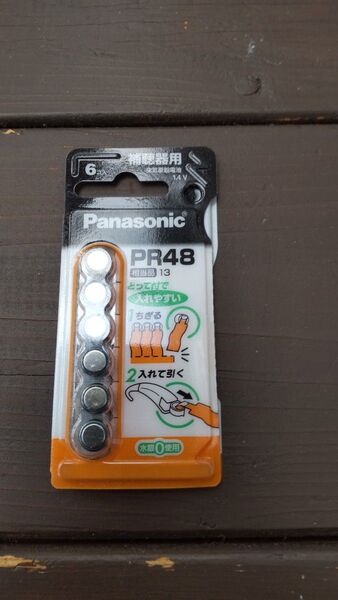 補聴器用
6コ入
空気亜鉛電池
1.4V
Panasonic
PR48
相当品 13
とって付で
入れやすい
1ちぎる
2入れて引く
水銀0使用